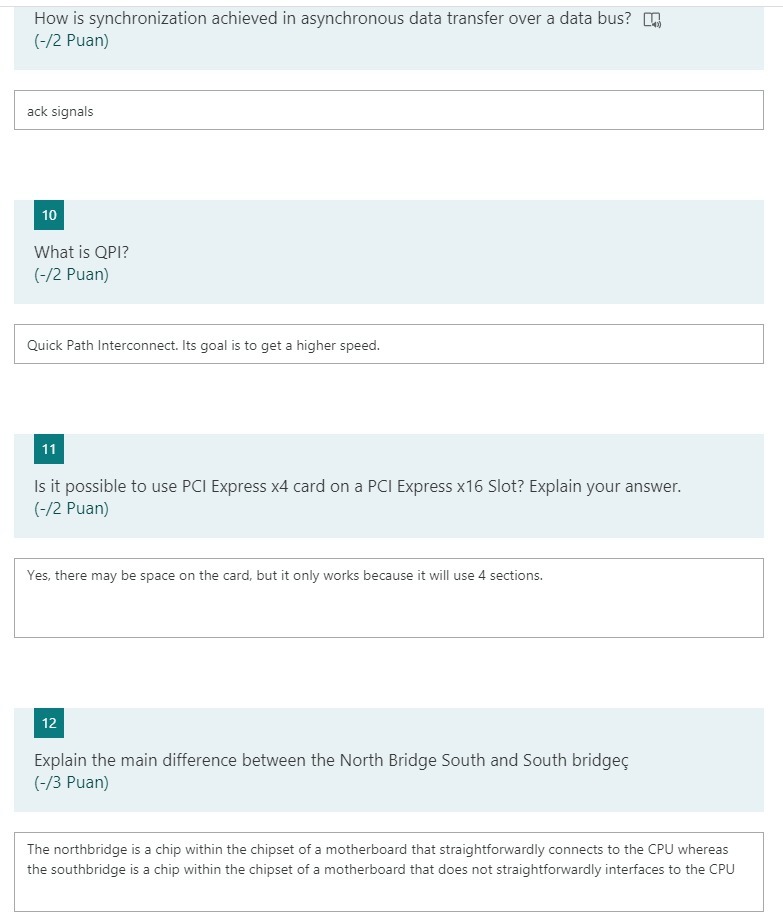 How is synchronization achieved in asynchronous data transfer over a data bus?
(-/2 Puan)
ack signals
10
What is QPI?
(-/2 Puan)
Quick Path Interconnect. Its goal is to get a higher speed.
11
Is it possible to use PCI Express x4 card on a PCI Express x16 Slot? Explain your answer.
(-/2 Puan)
Yes, there may be space on the card, but it only works because it will use 4 sections.
12
Explain the main difference between the North Bridge South and South bridgeç
(-/3 Puan)
The northbridge is a chip within the chipset of a motherboard that straightforwardly connects to the CPU whereas
the southbridge is a chip within the chipset of a motherboard that does not straightforwardly interfaces to the CPU